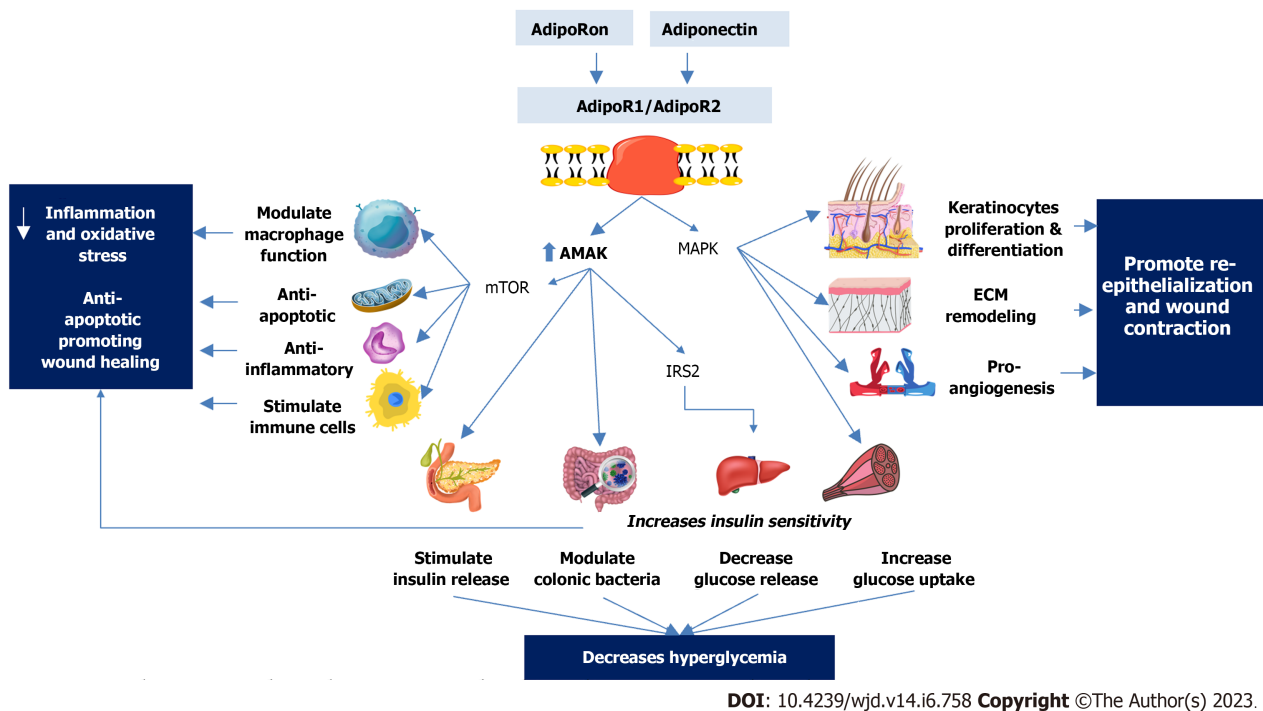 AdipoRon
Adiponectin
AdipoR1/AdipoR2
Inflammation
and oxidative
stress
Anti-
apoptotic
promoting
wound healing
Modulate
macrophage
function
Anti-
apoptotic
Anti-
inflammatory
Stimulate
immune cells
mTOR
AMAK
MAPK
IRS2
Keratinocytes
proliferation &
differentiation
ECM
remodeling
Pro-
angiogenesis
Promote re-
epithelialization
and wound
contraction
Increases insulin sensitivity
Stimulate
insulin release
Modulate
colonic bacteria
Decrease
glucose release
Increase
glucose uptake
Decreases hyperglycemia
DOI: 10.4239/wjd.v14.i6.758 Copyright ©The Author(s) 2023.